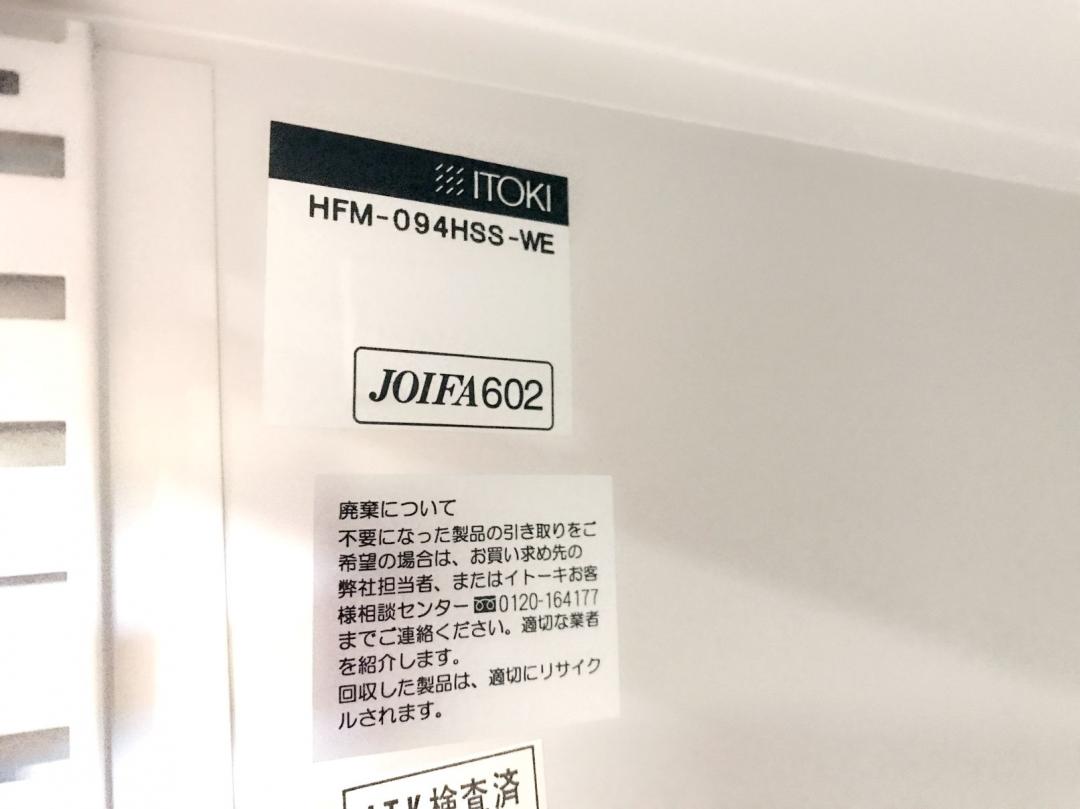 ITOKI
HFM-094HSS-WE
JOIFA602
廃棄について
不要になった製品の引き取りをご
希望の場合は、お買い求め先の
弊社担当者、またはイトーキお客
様相談センター 0120-164177
までご連絡ください。適切な業者
を紹介します。
回収した製品は、適切にリサイク
ルされます。
検査済